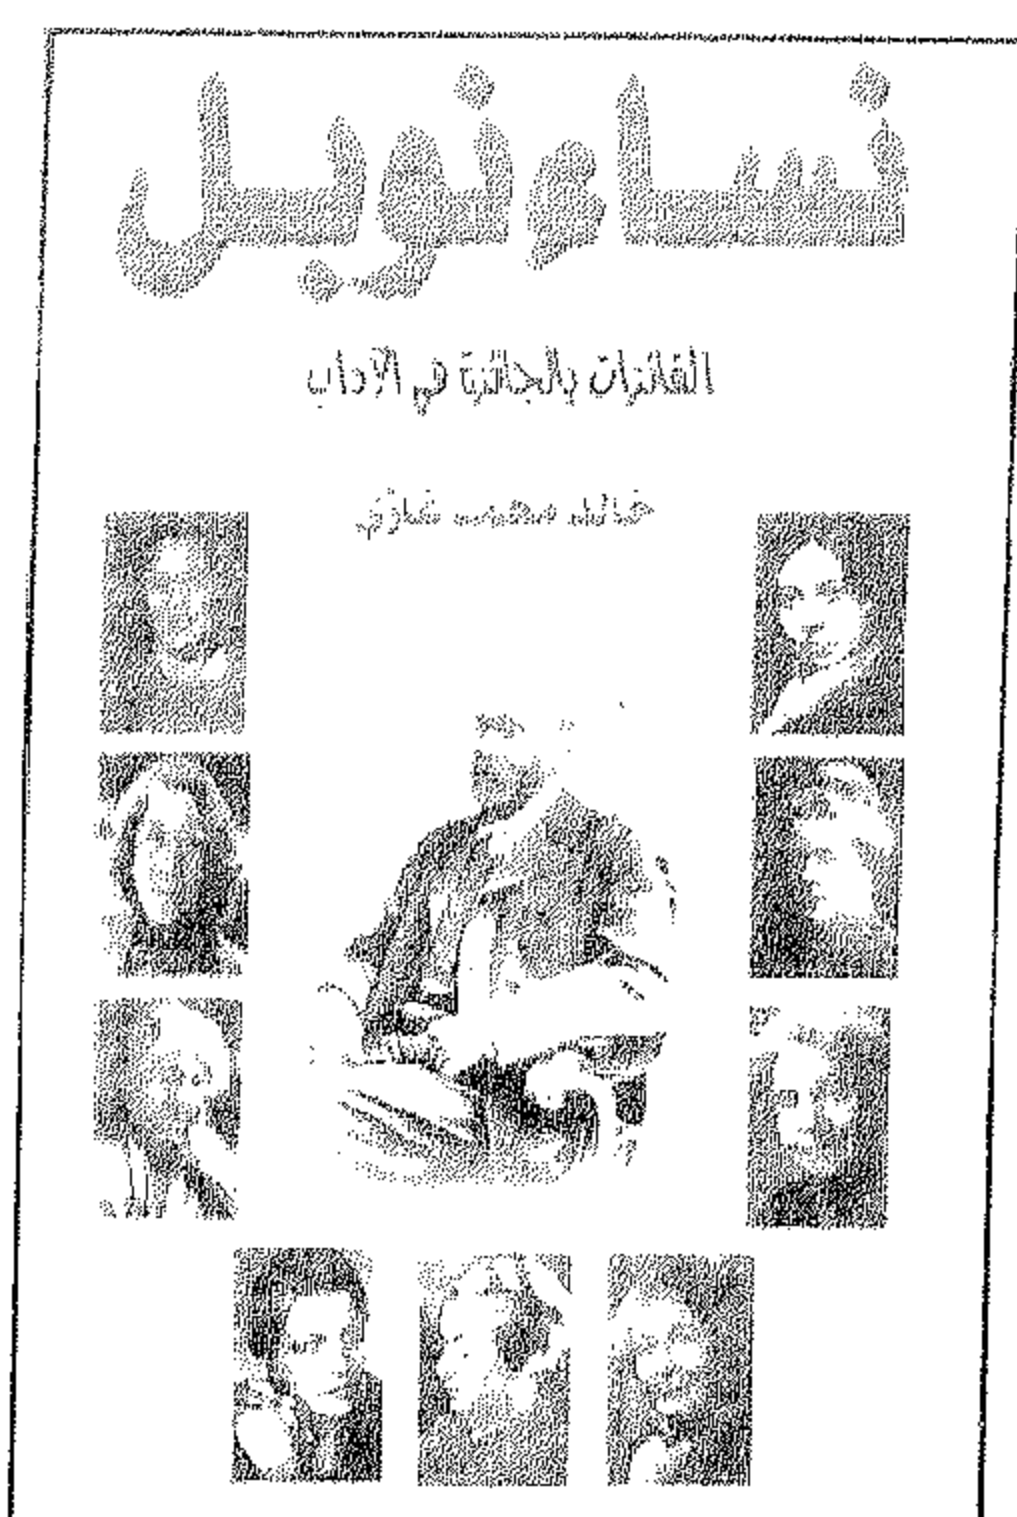 نساء نوبل
الفائزات بالجائزة في الآداب
خالد محمد غازي